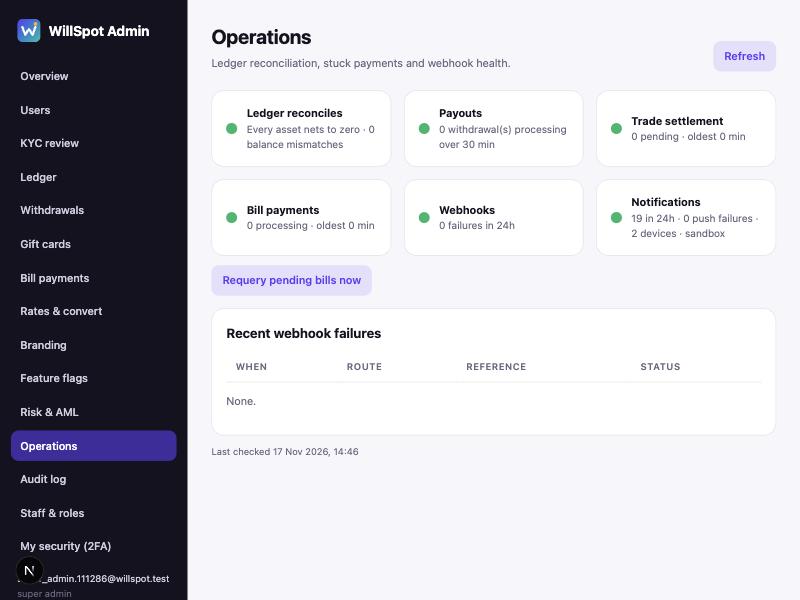 WillSpot Admin
Overview
Users
KYC review
Ledger
Withdrawals
Gift cards
Bill payments
Rates & convert
Branding
Feature flags
Risk & AML
Operations
Audit log
Staff & roles
My security (2FA)
N
_admin.111286@willspot.test
super admin
Operations
Ledger reconciliation, stuck payments and webhook health.
Refresh
Ledger reconciles
Every asset nets to zero · 0
balance mismatches
Payouts
0 withdrawal(s) processing
over 30 min
Trade settlement
0 pending · oldest 0 min
Bill payments
0 processing · oldest 0 min
Webhooks
0 failures in 24h
Notifications
19 in 24h · 0 push failures ·
2 devices · sandbox
Requery pending bills now
Recent webhook failures
WHEN ROUTE REFERENCE STATUS
None.
Last checked 17 Nov 2026, 14:46